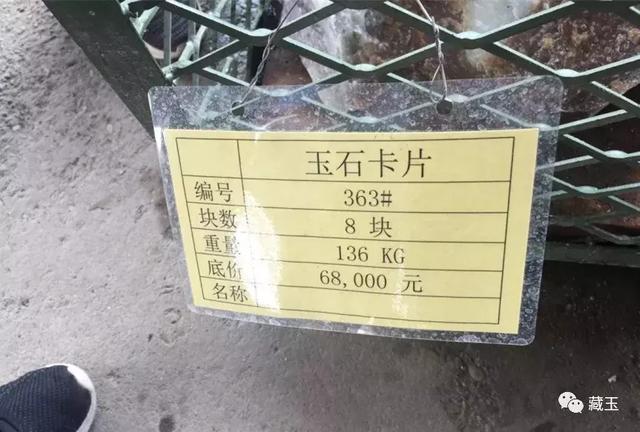 玉石卡片
编号 363#
块数 8 块
重量 136 KG
底价 68,000 元
名称
藏玉